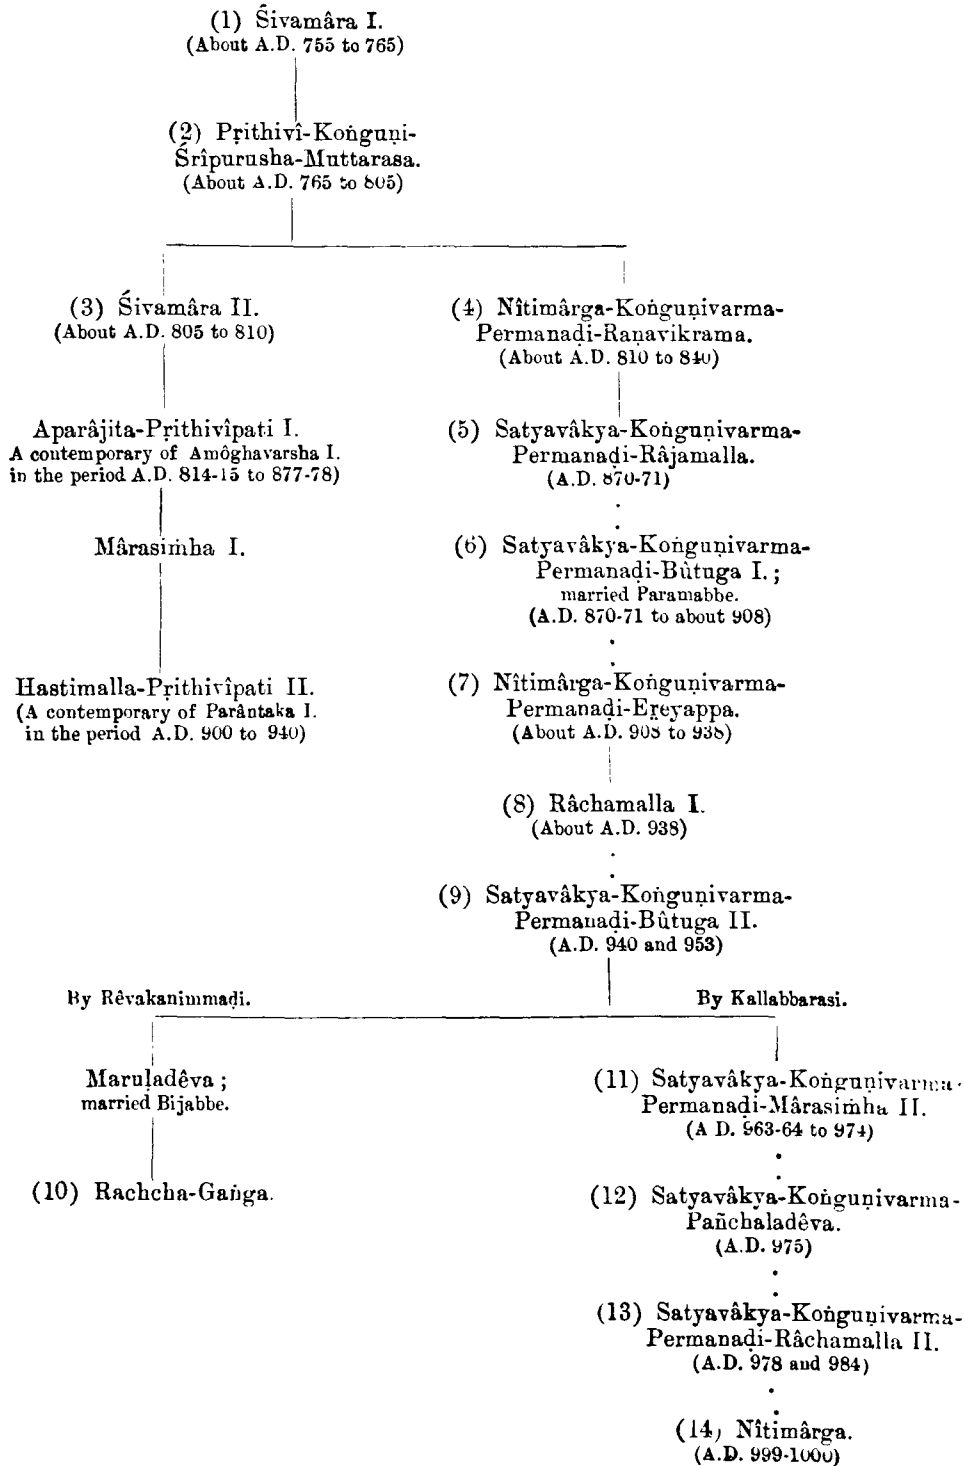 (1) Śivamâra I.
(About A.D. 755 to 765)
(2) Pṛithivî-Koṅguṇi-
Śrîpurusha-Muttarasa.
(About A.D. 765 to 805)
(3) Śivamâra II.
(About A.D. 805 to 810)
(4) Nîtimârga-Koṅguṇivarma-
Permanaḍi-Raṇavikrama.
(About A.D. 810 to 840)
Aparâjita-Pṛithivîpati I.
A contemporary of Amôghavarsha I.
in the period A.D. 814-15 to 877-78)
(5) Satyavâkya-Koṅguṇivarma-
Permanaḍi-Râjamalla.
(A.D. 870-71)
Mârasiṁha I.
(6) Satyavâkya-Koṅguṇivarma-
Permanaḍi-Bûtuga I. ;
married Paramabbe.
(A.D. 870-71 to about 908)
Hastimalla-Pṛithivîpati II.
(A contemporary of Parântaka I.
in the period A.D. 900 to 940)
(7) Nîtimârga-Koṅguṇivarma-
Permanaḍi-Eṟeyappa.
(About A.D. 908 to 938)
(8) Râchamalla I.
(About A.D. 938)
(9) Satyavâkya-Koṅguṇivarma-
Permanaḍi-Bûtuga II.
(A.D. 940 and 953)
By Rêvakanimmaḍi.
By Kallabbarasi.
Maruḷadêva ;
married Bijabbe.
(10) Rachcha-Gaṅga.
(11) Satyavâkya-Koṅguṇivarma-
Permanaḍi-Mârasiṁha II.
(A D. 963-64 to 974)
(12) Satyavâkya-Koṅguṇivarma-
Pañchaladêva.
(A.D. 975)
(13) Satyavâkya-Koṅguṇivarma-
Permanaḍi-Râchamalla II.
(A.D. 978 and 984)
(14) Nîtimârga.
(A.D. 999-1000)